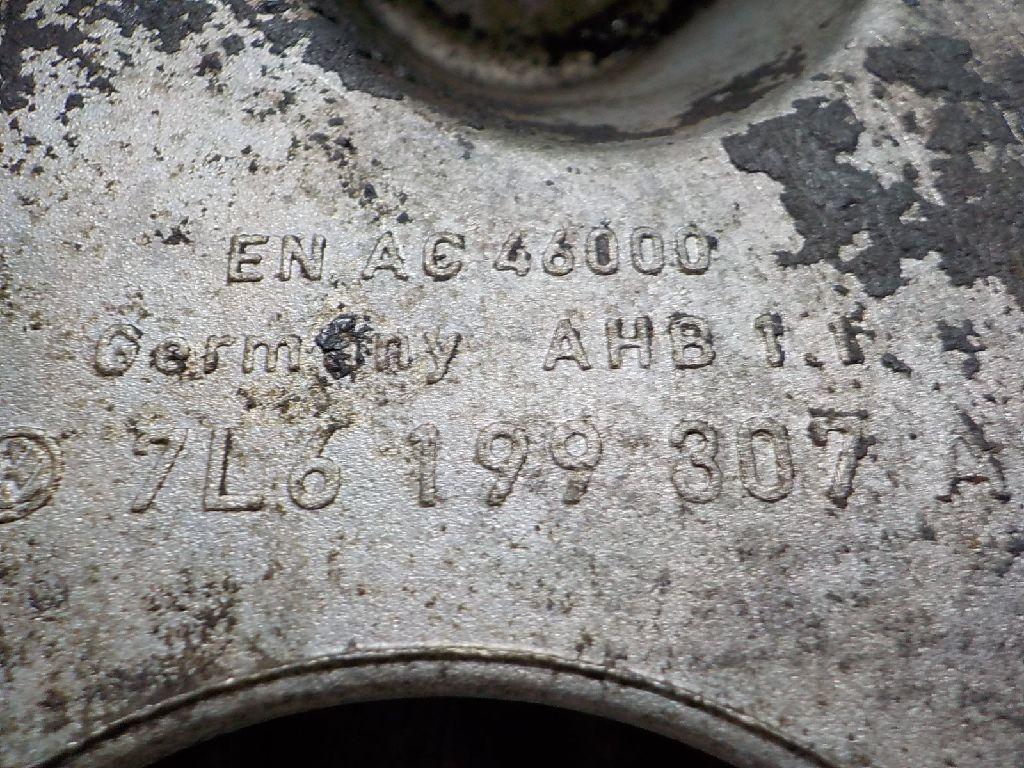 EN AC 46000
Germany AHB 1.1.
7L6 199 307 A